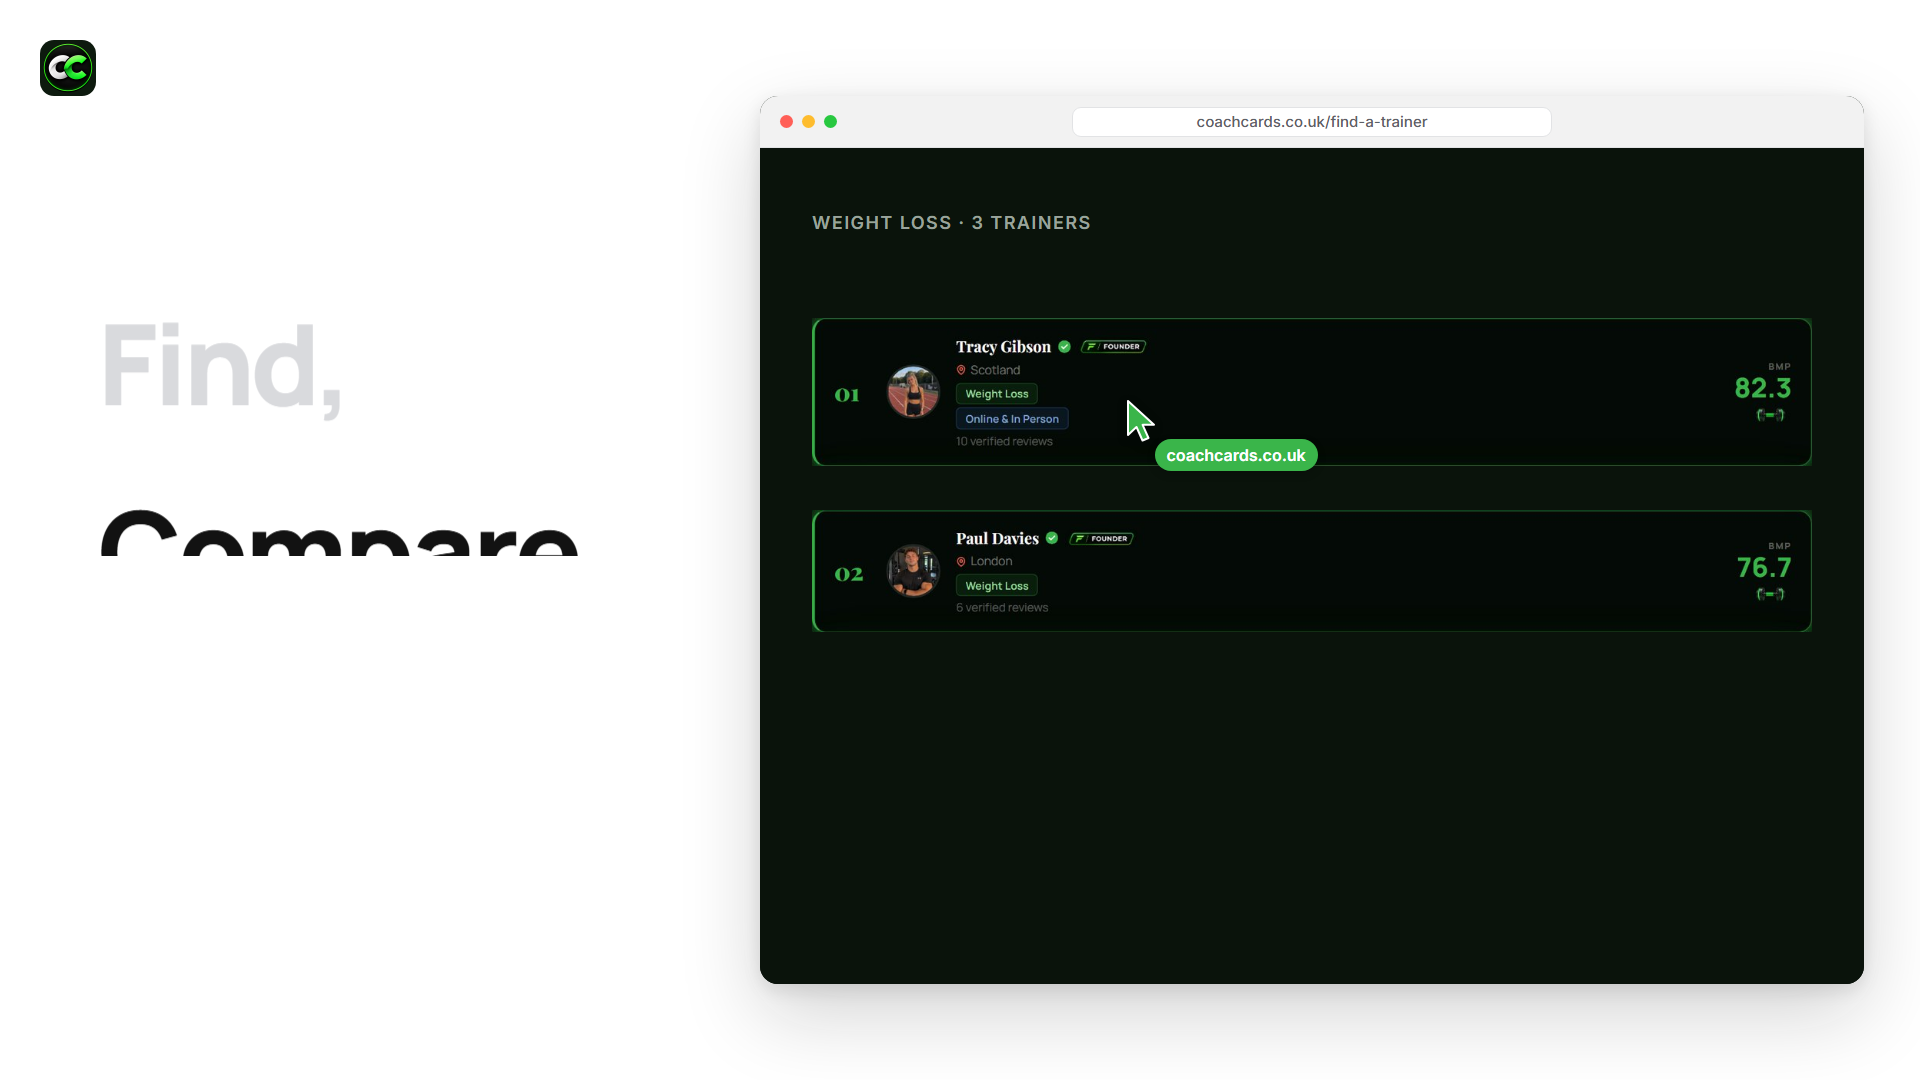 CC
Find,
Compare
coachcards.co.uk/find-a-trainer
WEIGHT LOSS · 3 TRAINERS
01
Tracy Gibson
F / FOUNDER
Scotland
Weight Loss
Online & In Person
10 verified reviews
BMP
82.3
coachcards.co.uk
02
Paul Davies
F / FOUNDER
London
Weight Loss
6 verified reviews
BMP
76.7